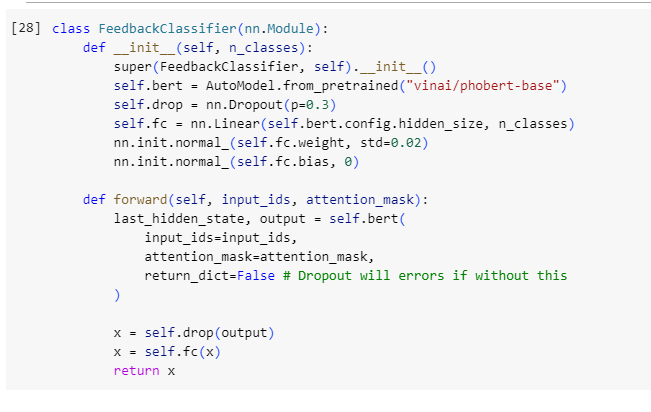 [28] class FeedbackClassifier(nn.Module):
    def __init__(self, n_classes):
        super(FeedbackClassifier, self).__init__()
        self.bert = AutoModel.from_pretrained("vinai/phobert-base")
        self.drop = nn.Dropout(p=0.3)
        self.fc = nn.Linear(self.bert.config.hidden_size, n_classes)
        nn.init.normal_(self.fc.weight, std=0.02)
        nn.init.normal_(self.fc.bias, 0)

    def forward(self, input_ids, attention_mask):
        last_hidden_state, output = self.bert(
            input_ids=input_ids,
            attention_mask=attention_mask,
            return_dict=False # Dropout will errors if without this
        )

        x = self.drop(output)
        x = self.fc(x)
        return x